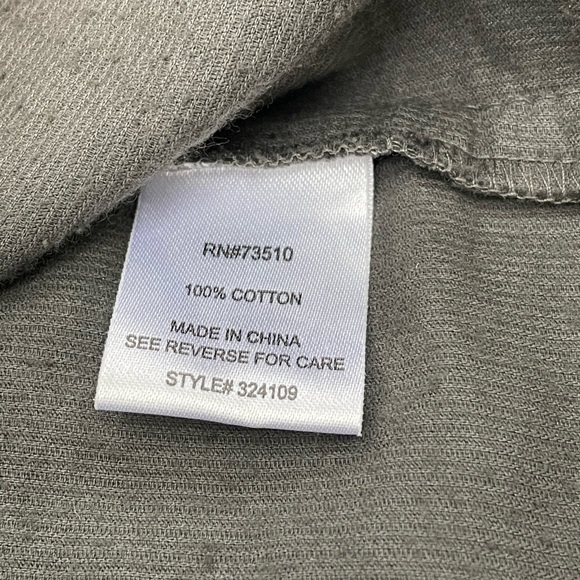 RN#73510
100% COTTON
MADE IN CHINA
SEE REVERSE FOR CARE
STYLE# 324109